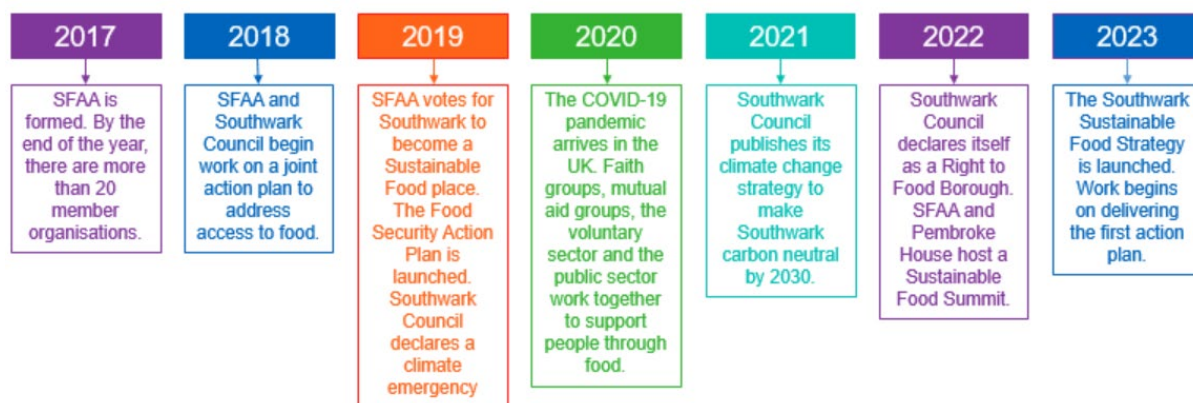 2017
SFAA is
formed. By the
end of the year,
there are more
than 20
member
organisations.
2018
SFAA and
Southwark
Council begin
work on a joint
action plan to
address
access to food.
2019
SFAA votes for
Southwark to
become a
Sustainable
Food place.
The Food
Security Action
Plan is
launched.
Southwark
Council
declares a
climate
emergency
2020
The COVID-19
pandemic
arrives in the
UK. Faith
groups, mutual
aid groups, the
voluntary
sector and the
public sector
work together
to support
people through
food.
2021
Southwark
Council
publishes its
climate change
strategy to
make
Southwark
carbon neutral
by 2030.
2022
Southwark
Council
declares itself
as a Right to
Food Borough.
SFAA and
Pembroke
House host a
Sustainable
Food Summit.
2023
The Southwark
Sustainable
Food Strategy
is launched.
Work begins
on delivering
the first action
plan.